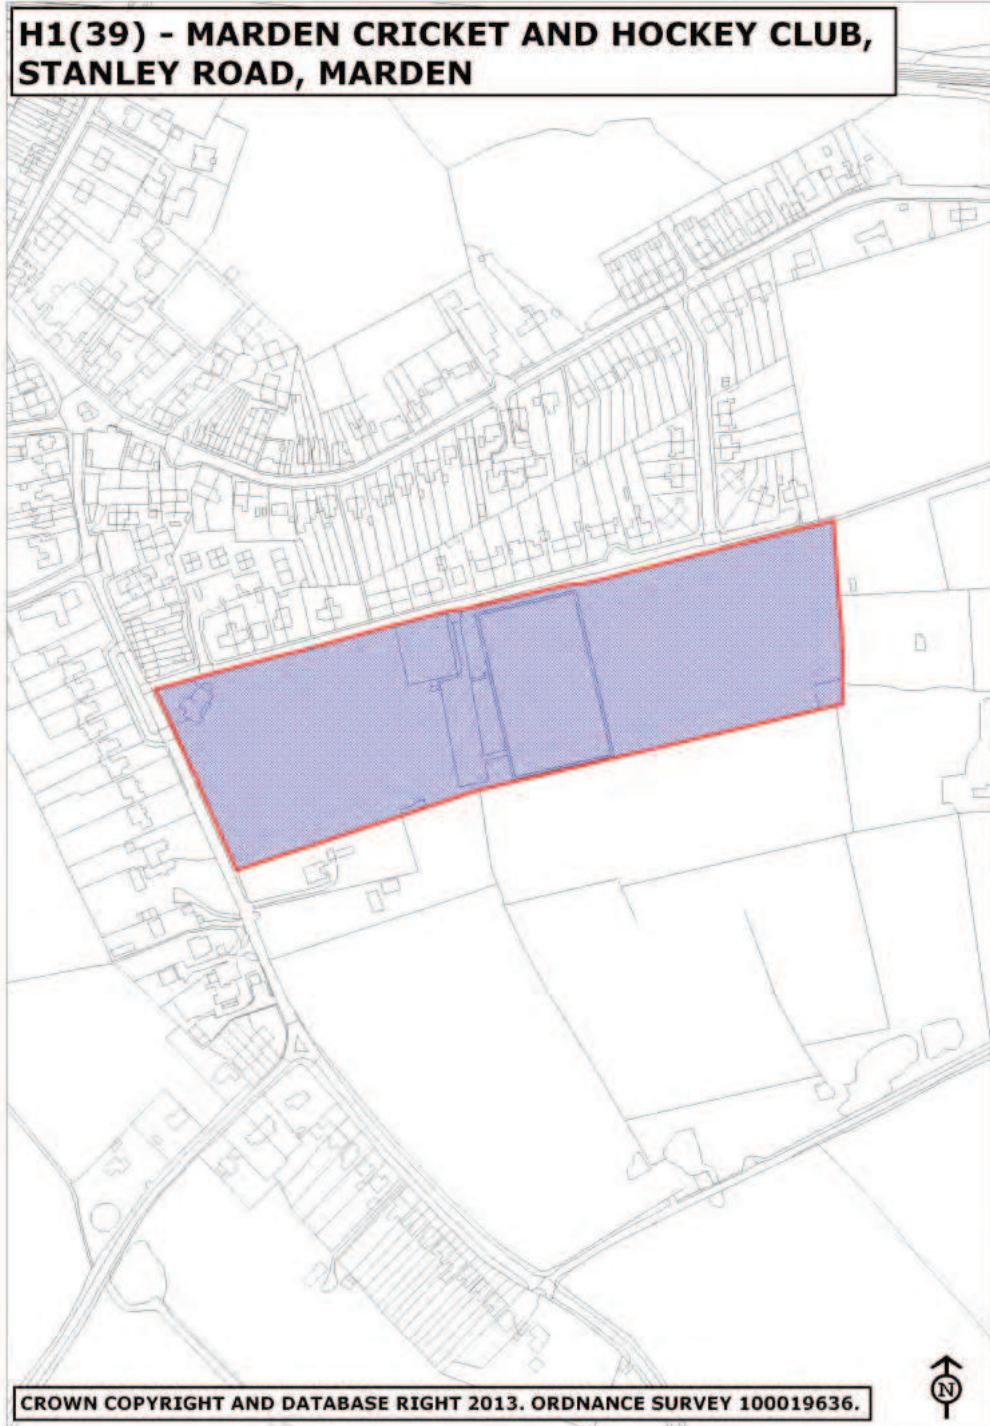 H1(39) - MARDEN CRICKET AND HOCKEY CLUB,
STANLEY ROAD, MARDEN
CROWN COPYRIGHT AND DATABASE RIGHT 2013. ORDNANCE SURVEY 100019636.
N